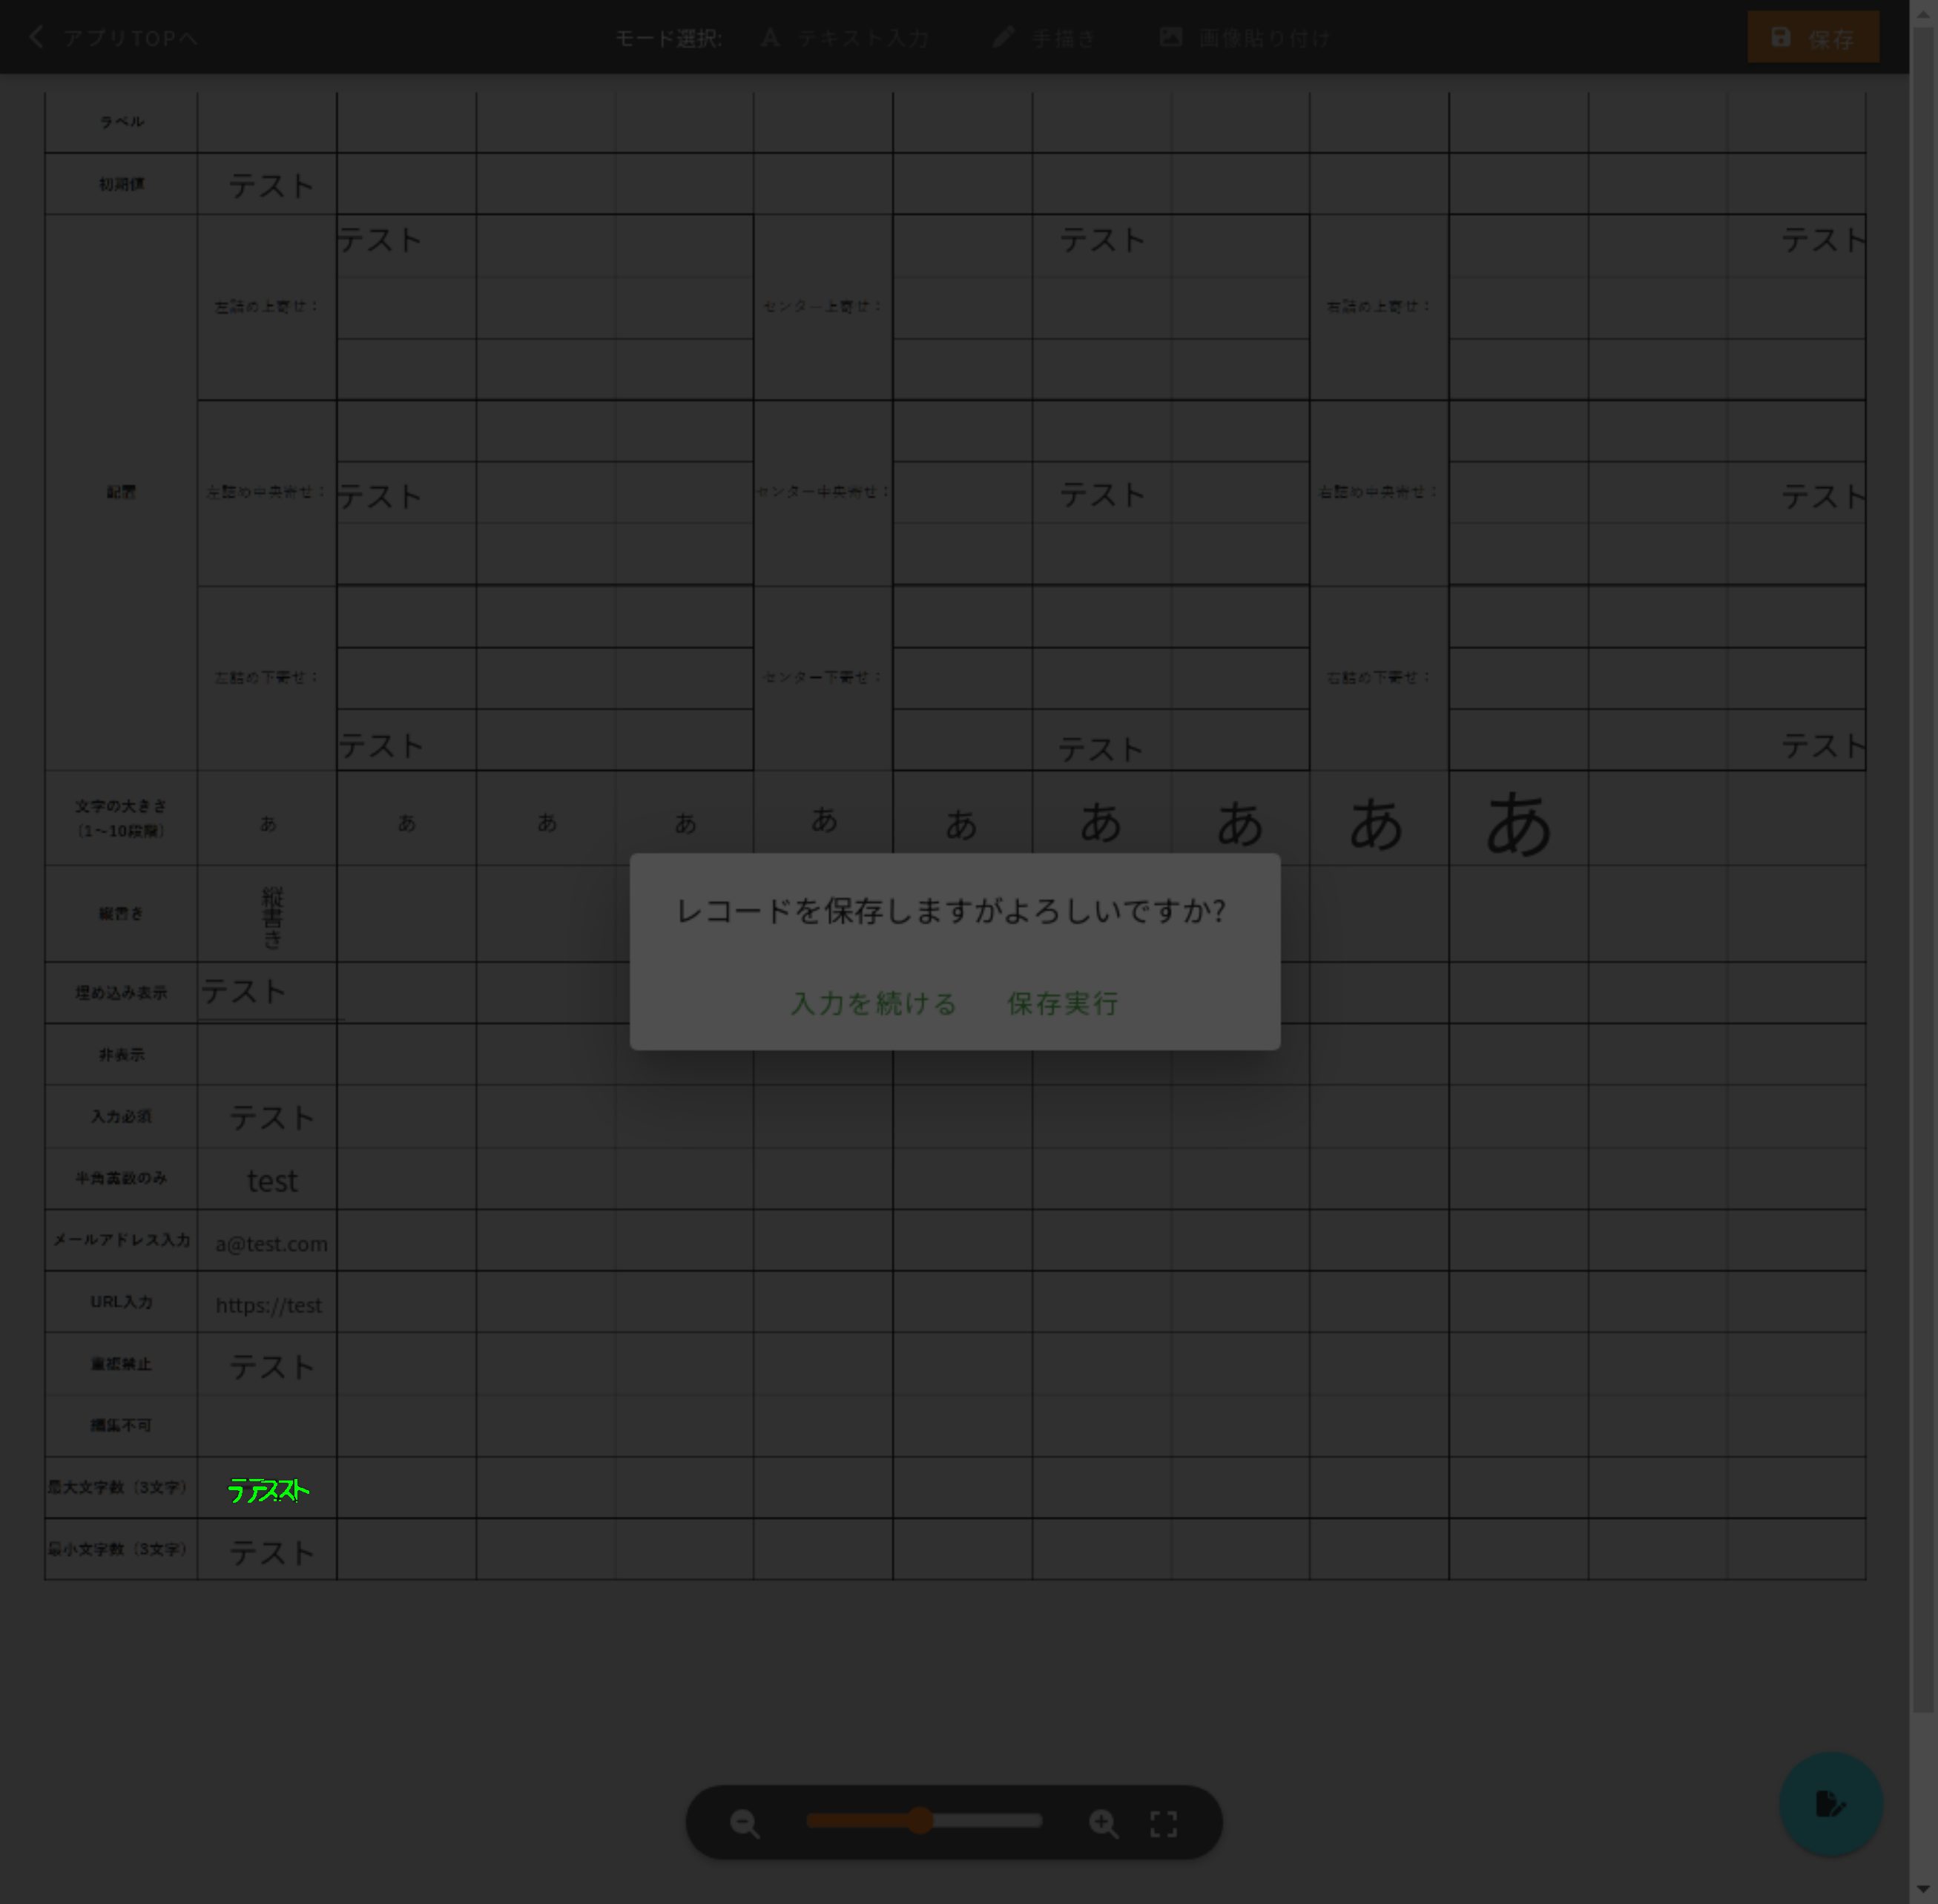 アプリTOPへ モード選択: テキスト入力 手描き 画像貼り付け 保存
ラベル
初期値 テスト
テスト テスト テスト
左詰め上寄せ: センター上寄せ: 右詰め上寄せ:
配置 左詰め中央寄せ: テスト センター中央寄せ: テスト 右詰め中央寄せ: テスト
左詰め下寄せ: センター下寄せ: 右詰め下寄せ:
テスト テスト テスト
文字の大きさ
(1~10段階) あ あ あ あ あ あ あ あ あ あ
縦書き 縦書き
レコードを保存しますがよろしいですか?
埋め込み表示 テスト
入力を続ける 保存実行
非表示
入力必須 テスト
半角英数のみ test
メールアドレス入力 a@test.com
URL入力 https://test
重複禁止 テスト
編集不可
最大文字数 (3文字)
最小文字数 (3文字) テスト